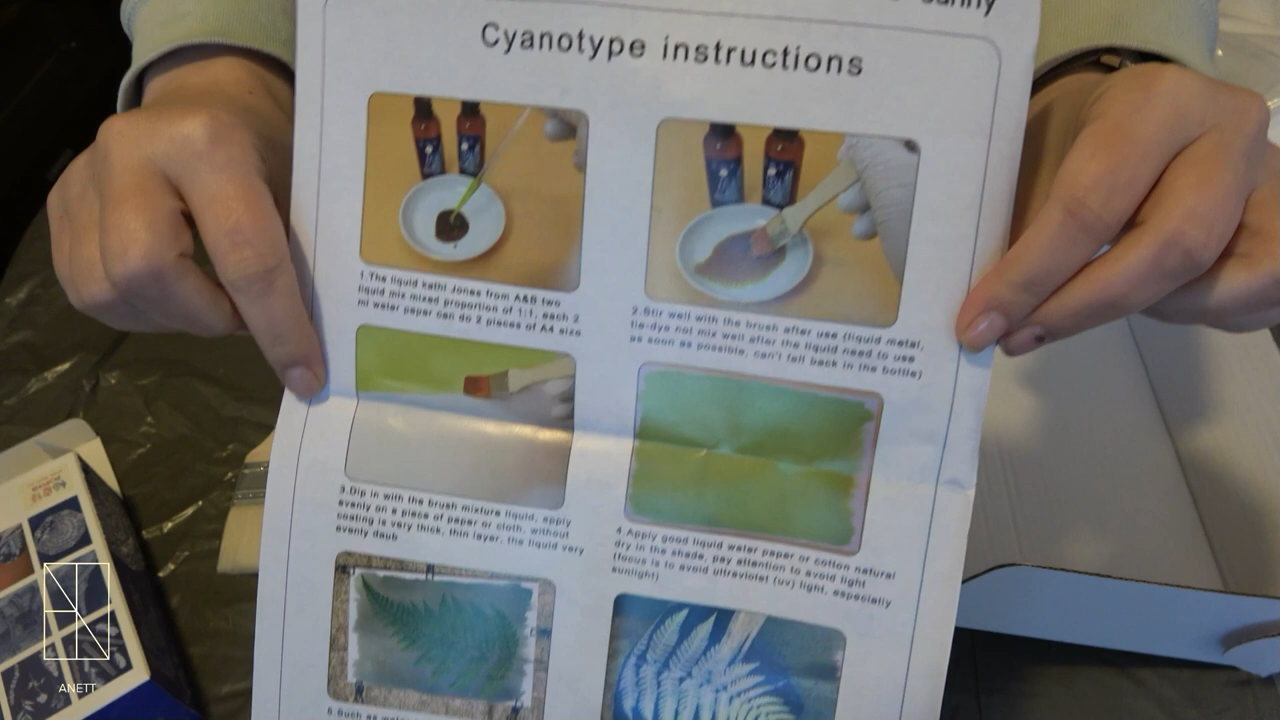 sunny
Cyanotype instructions
1.The liquid kathi Jones from A&B two
liquid mix mixed proportion of 1:1, each 2
ml water paper can do 2 pieces of A4 size
2.Stir well with the brush after use (liquid metal,
tie-dye not mix well after the liquid need to use
as soon as possible, can't fall back in the bottle)
3.Dip in with the brush mixture liquid, apply
evenly on a piece of paper or cloth, without
coating is very thick, thin layer, the liquid very
evenly daub
4.Apply good liquid water paper or cotton natural
dry in the shade, pay attention to avoid light
(focus is to avoid ultraviolet (uv) light, especially
sunlight)
5.Such as
ANETT